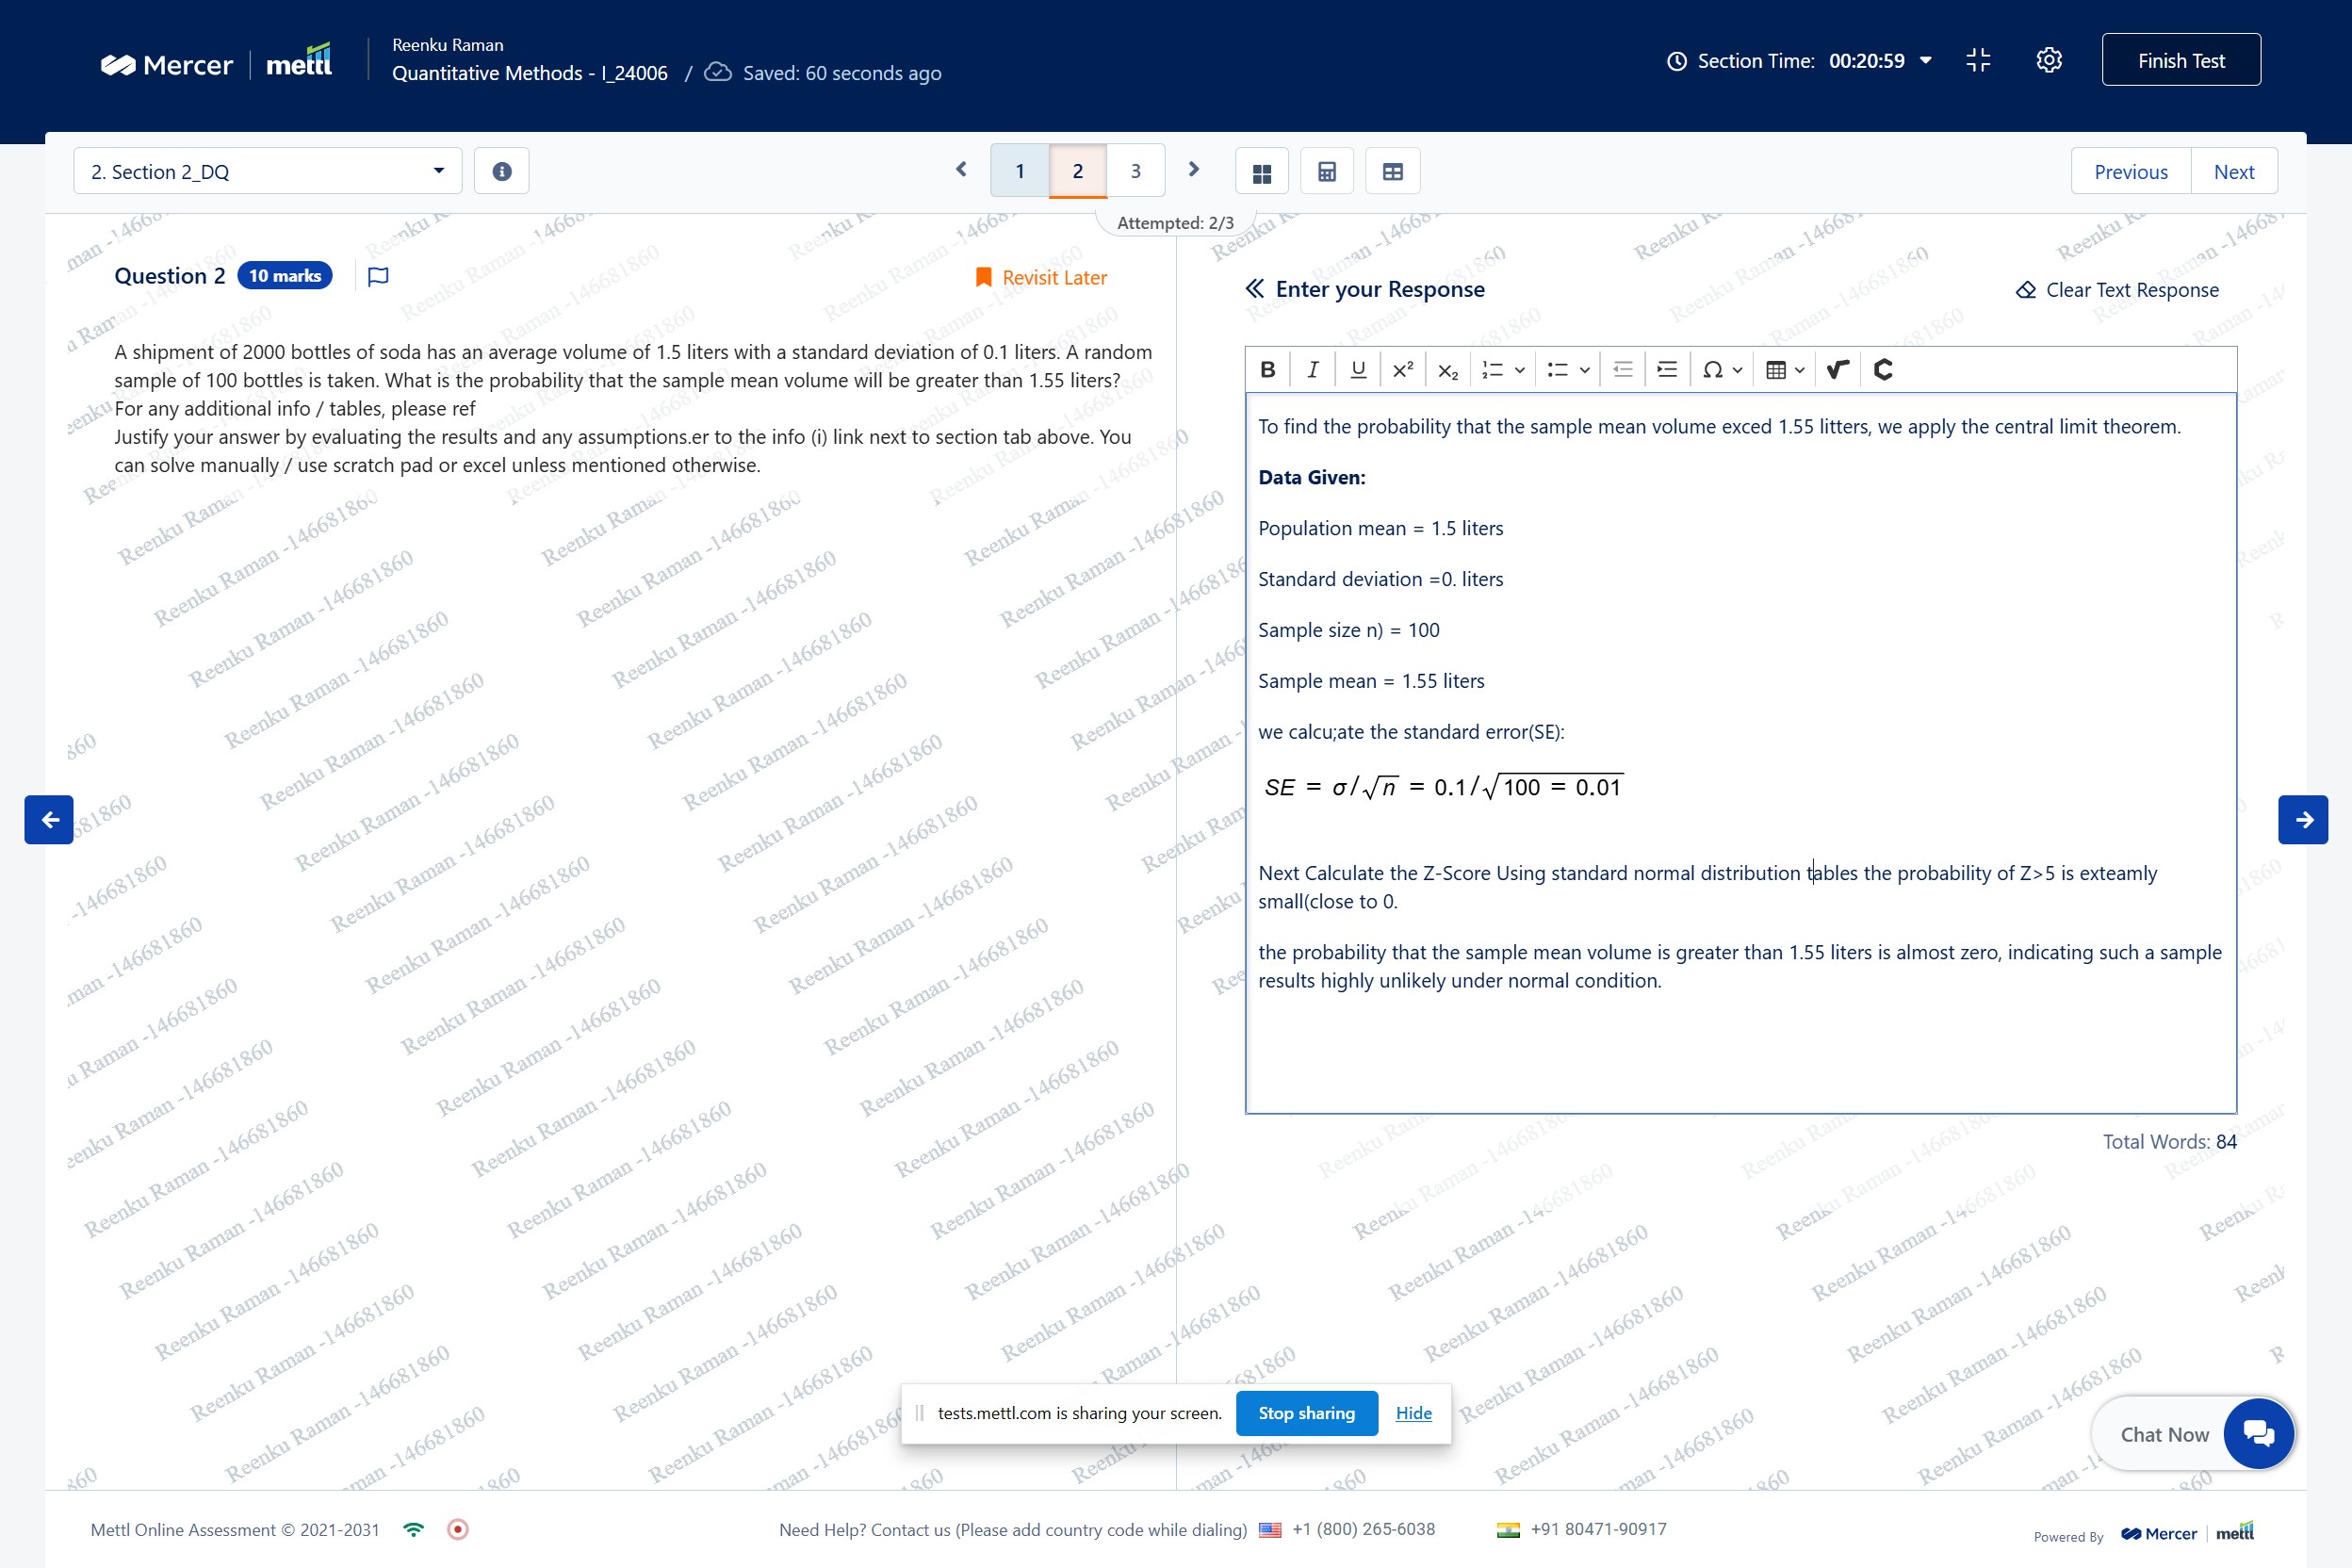 Mercer | mettl
Reenku Raman
Quantitative Methods - I_24006 / Saved: 60 seconds ago
Section Time: 00:20:59
Finish Test
2. Section 2_DQ
1 2 3
Previous Next
Attempted: 2/3
Question 2 10 marks
Revisit Later
A shipment of 2000 bottles of soda has an average volume of 1.5 liters with a standard deviation of 0.1 liters. A random
sample of 100 bottles is taken. What is the probability that the sample mean volume will be greater than 1.55 liters?
For any additional info / tables, please ref
Justify your answer by evaluating the results and any assumptions.er to the info (i) link next to section tab above. You
can solve manually / use scratch pad or excel unless mentioned otherwise.
Enter your Response
Clear Text Response
B I U x² x₂ Ω
To find the probability that the sample mean volume exced 1.55 litters, we apply the central limit theorem.
Data Given:
Population mean = 1.5 liters
Standard deviation =0. liters
Sample size n) = 100
Sample mean = 1.55 liters
we calcu;ate the standard error(SE):
SE = σ/√n = 0.1/√100 = 0.01
Next Calculate the Z-Score Using standard normal distribution tables the probability of Z>5 is exteamly
small(close to 0.
the probability that the sample mean volume is greater than 1.55 liters is almost zero, indicating such a sample
results highly unlikely under normal condition.
Total Words: 84
Reenku Raman -146681860
tests.mettl.com is sharing your screen. Stop sharing Hide
Chat Now
Mettl Online Assessment © 2021-2031
Need Help? Contact us (Please add country code while dialing) +1 (800) 265-6038 +91 80471-90917
Powered By Mercer | mettl